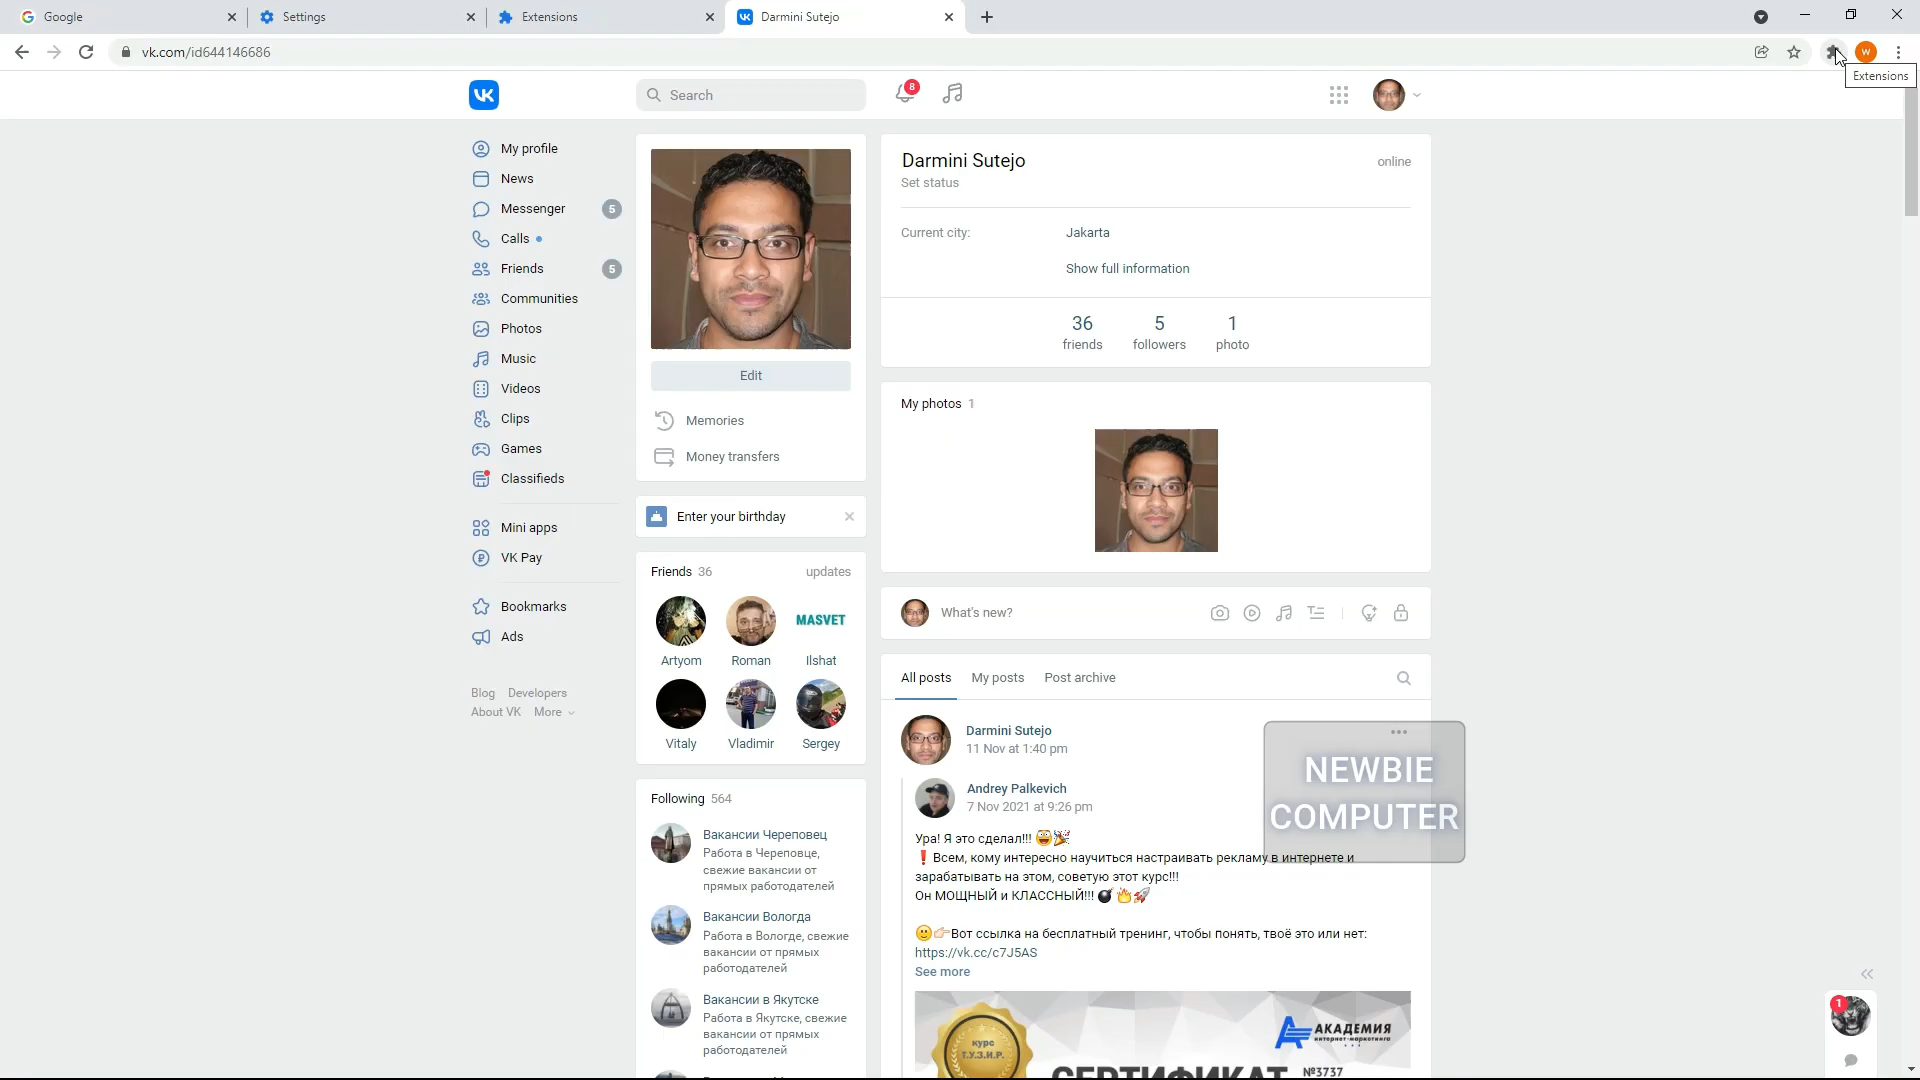 Google
Settings
Extensions
Darmini Sutejo
vk.com/id644146686
W
Extensions
Search
8
My profile
News
Messenger 5
Calls
Friends 5
Communities
Photos
Music
Videos
Clips
Games
Classifieds
Mini apps
VK Pay
Bookmarks
Ads
Blog Developers
About VK More
Edit
Memories
Money transfers
Enter your birthday
Friends 36 updates
MASVET
Artyom Roman Ilshat
Vitaly Vladimir Sergey
Following 564
Вакансии Череповец
Работа в Череповце,
свежие вакансии от
прямых работодателей
Вакансии Вологда
Работа в Вологде, свежие
вакансии от прямых
работодателей
Вакансии в Якутске
Работа в Якутске, свежие
вакансии от прямых
работодателей
Darmini Sutejo online
Set status
Current city: Jakarta
Show full information
36 5 1
friends followers photo
My photos 1
What's new?
All posts My posts Post archive
Darmini Sutejo
11 Nov at 1:40 pm
Andrey Palkevich
7 Nov 2021 at 9:26 pm
Ура! Я это сделал!!! 😄🎉
❗ Всем, кому интересно научиться настраивать рекламу в интернете и
зарабатывать на этом, советую этот курс!!!
Он МОЩНЫЙ и КЛАССНЫЙ!!! 💣🔥🚀
🙂👉Вот ссылка на бесплатный тренинг, чтобы понять, твоё это или нет:
https://vk.cc/c7J5AS
See more
курс
Т.У.З.И.Р.
АКАДЕМИЯ
интернет-маркетинга
СЕРТИФИКАТ №3737
NEWBIE
COMPUTER
1